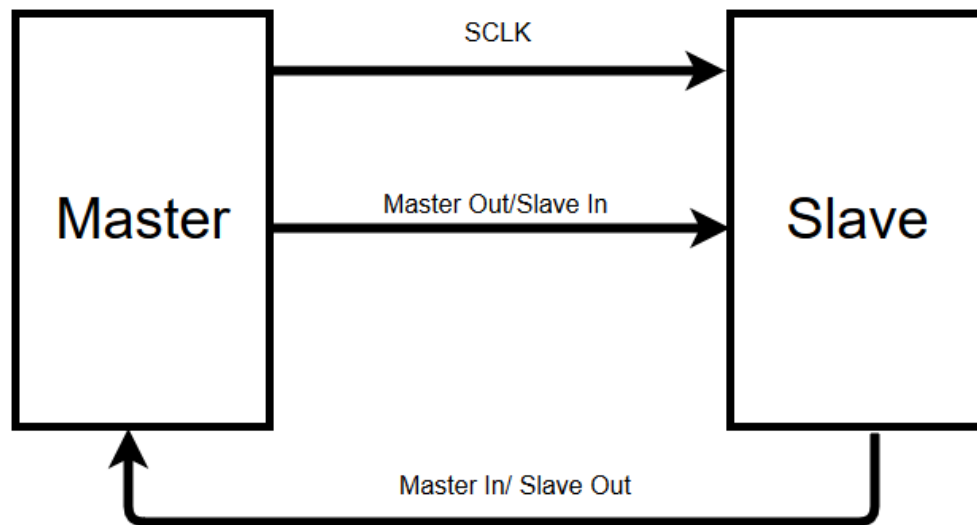 SCLK
Master Out/Slave In
Master
Slave
Master In/ Slave Out